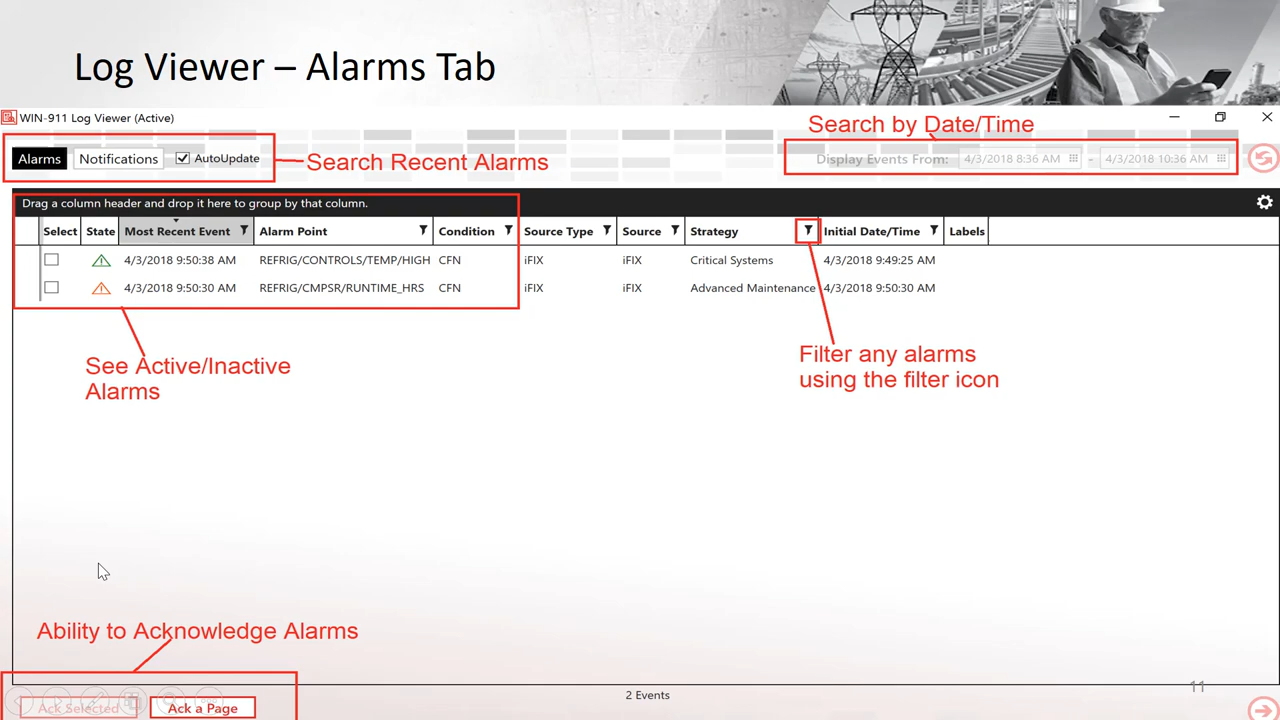 Log Viewer – Alarms Tab
WIN-911 Log Viewer (Active)
Search by Date/Time
Alarms Notifications AutoUpdate
Search Recent Alarms
Display Events From: 4/3/2018 8:36 AM - 4/3/2018 10:36 AM
Drag a column header and drop it here to group by that column.
Select State Most Recent Event Alarm Point Condition Source Type Source Strategy Initial Date/Time Labels
4/3/2018 9:50:38 AM REFRIG/CONTROLS/TEMP/HIGH CFN iFIX iFIX Critical Systems 4/3/2018 9:49:25 AM
4/3/2018 9:50:30 AM REFRIG/CMPSR/RUNTIME_HRS CFN iFIX iFIX Advanced Maintenance 4/3/2018 9:50:30 AM
See Active/Inactive
Alarms
Filter any alarms
using the filter icon
Ability to Acknowledge Alarms
11
2 Events
Ack Selected Ack a Page